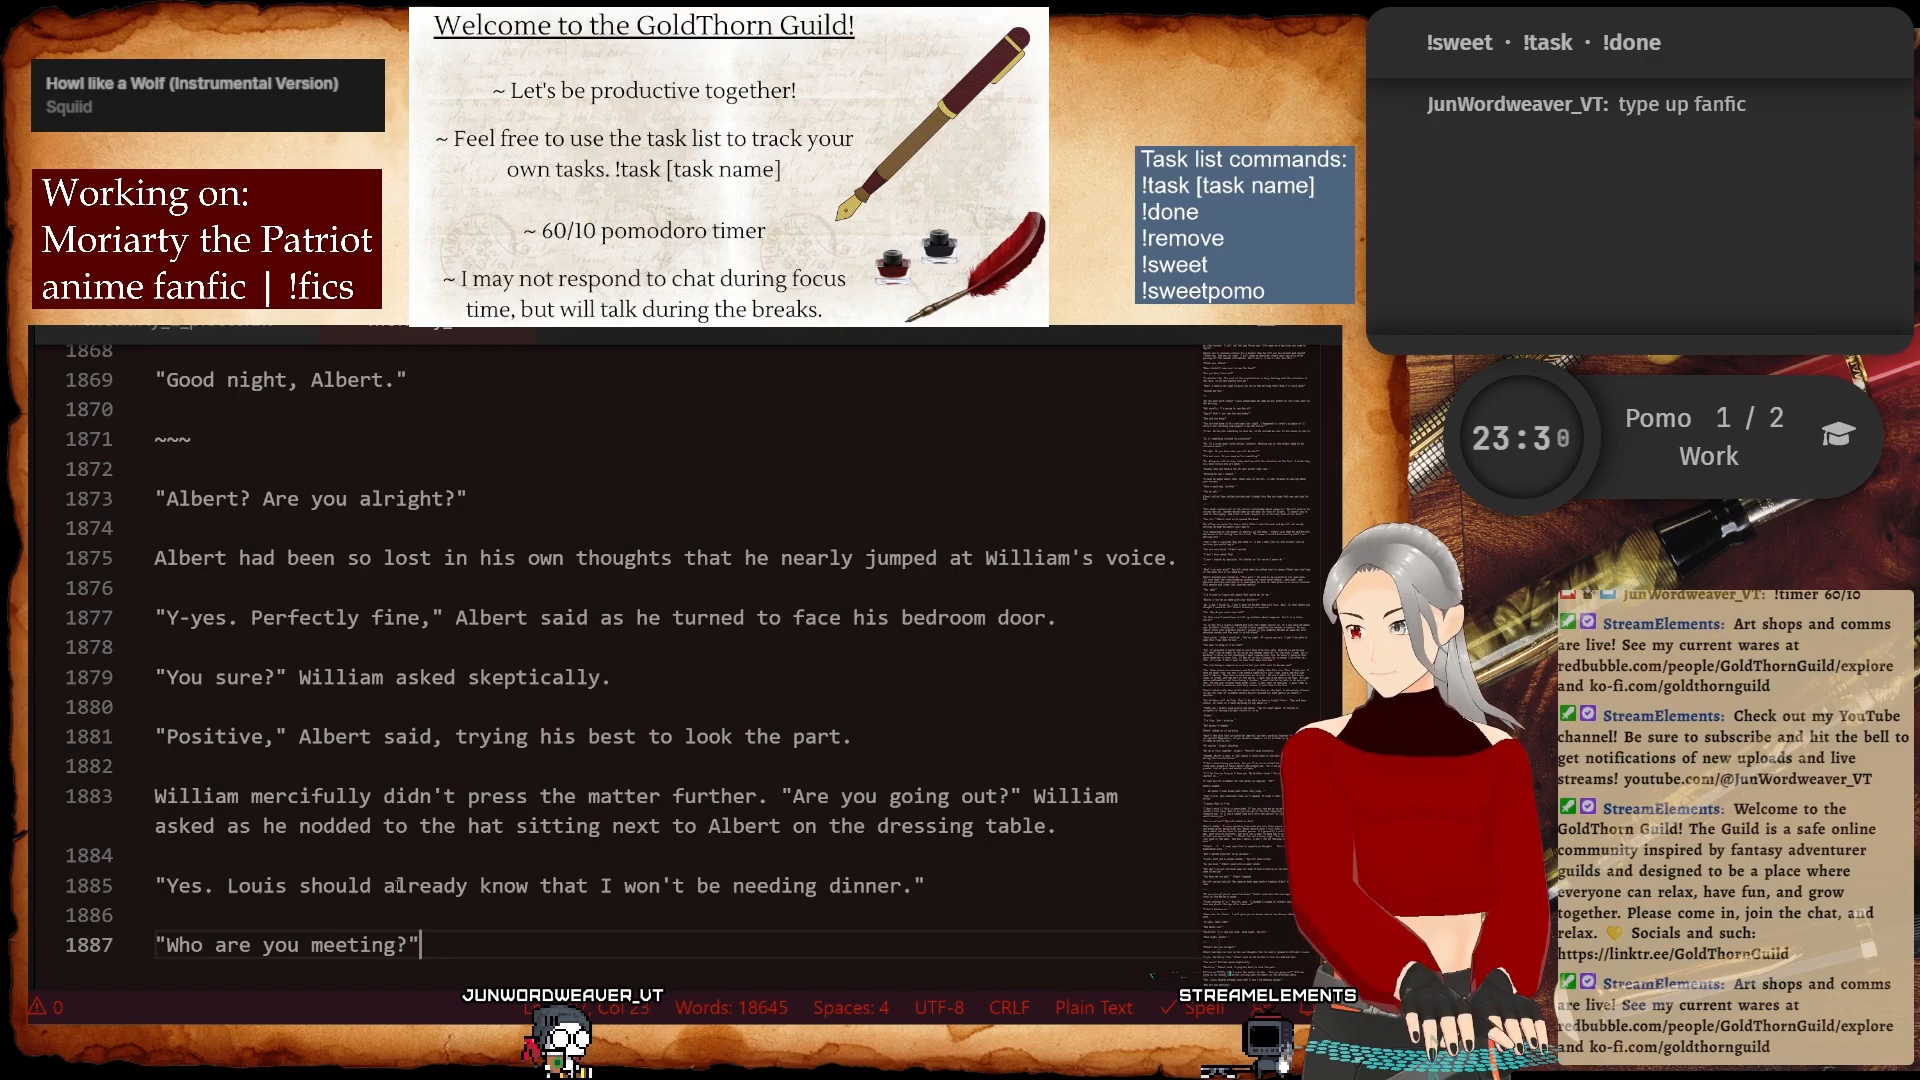 Howl like a Wolf (Instrumental Version)
Squiid
Working on:
Moriarty the Patriot
anime fanfic | !fics
Welcome to the GoldThorn Guild!
~ Let's be productive together!
~ Feel free to use the task list to track your
own tasks. !task [task name]
~ 60/10 pomodoro timer
~ I may not respond to chat during focus
time, but will talk during the breaks.
Task list commands:
!task [task name]
!done
!remove
!sweet
!sweetpomo
!sweet • !task • !done
JunWordweaver_VT: type up fanfic
23:30
Pomo 1 / 2
Work
1868
1869 "Good night, Albert."
1870
1871 ~~~
1872
1873 "Albert? Are you alright?"
1874
1875 Albert had been so lost in his own thoughts that he nearly jumped at William's voice.
1876
1877 "Y-yes. Perfectly fine," Albert said as he turned to face his bedroom door.
1878
1879 "You sure?" William asked skeptically.
1880
1881 "Positive," Albert said, trying his best to look the part.
1882
1883 William mercifully didn't press the matter further. "Are you going out?" William
asked as he nodded to the hat sitting next to Albert on the dressing table.
1884
1885 "Yes. Louis should already know that I won't be needing dinner."
1886
1887 "Who are you meeting?"
0
Col 23
Words: 18645
Spaces: 4
UTF-8
CRLF
Plain Text
Spell
JUNWORDWEAVER_VT
STREAMELEMENTS
JunWordweaver_VT: !timer 60/10
StreamElements: Art shops and comms
are live! See my current wares at
redbubble.com/people/GoldThornGuild/explore
and ko-fi.com/goldthornguild
StreamElements: Check out my YouTube
channel! Be sure to subscribe and hit the bell to
get notifications of new uploads and live
streams! youtube.com/@JunWordweaver_VT
StreamElements: Welcome to the
GoldThorn Guild! The Guild is a safe online
community inspired by fantasy adventurer
guilds and designed to be a place where
everyone can relax, have fun, and grow
together. Please come in, join the chat, and
relax. 💛 Socials and such:
https://linktr.ee/GoldThornGuild
StreamElements: Art shops and comms
are live! See my current wares at
redbubble.com/people/GoldThornGuild/explore
and ko-fi.com/goldthornguild